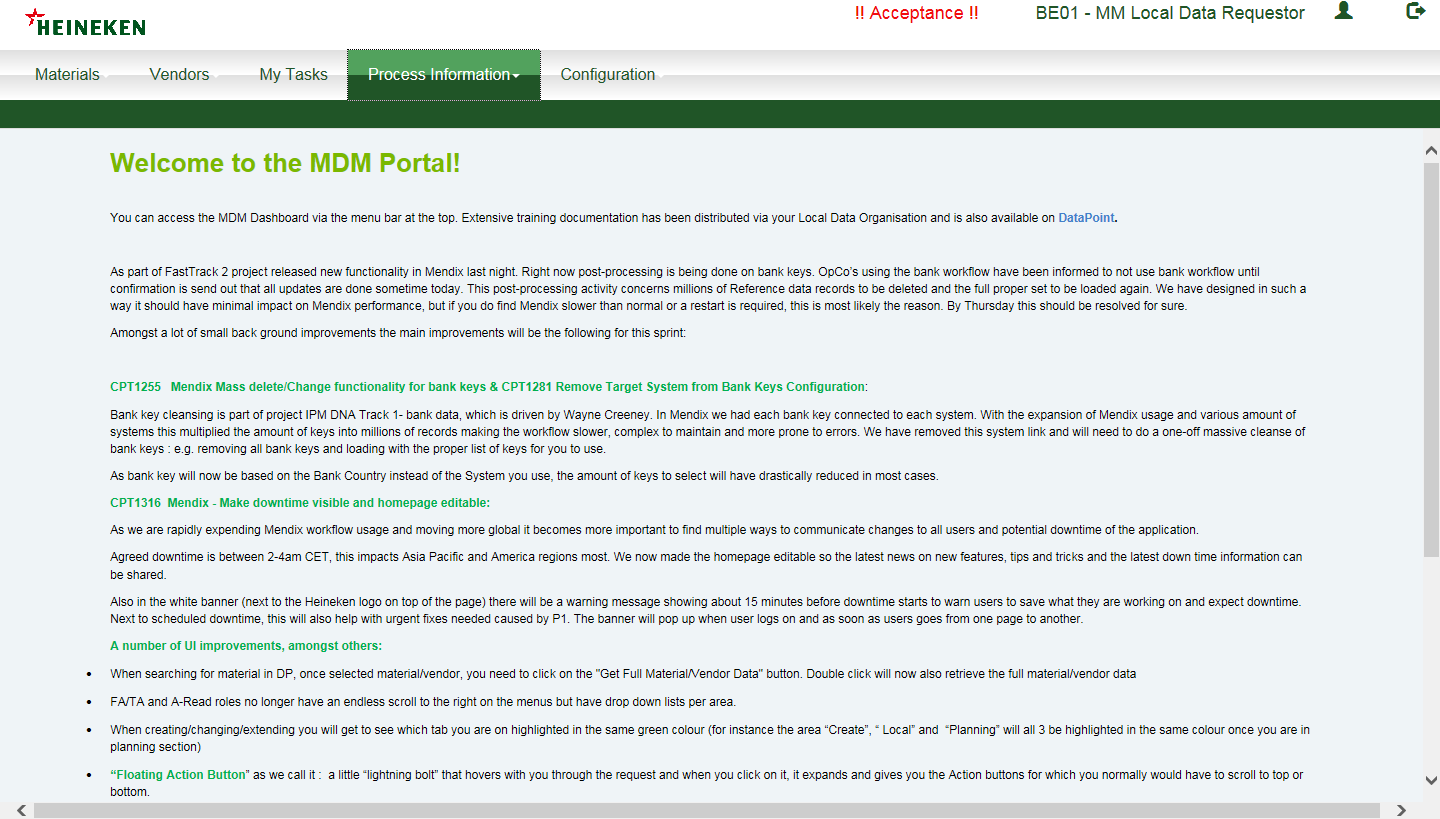 HEINEKEN
!! Acceptance !!
BE01 - MM Local Data Requestor
Materials
Vendors
My Tasks
Process Information
Configuration
Welcome to the MDM Portal!
You can access the MDM Dashboard via the menu bar at the top. Extensive training documentation has been distributed via your Local Data Organisation and is also available on DataPoint.
As part of FastTrack 2 project released new functionality in Mendix last night. Right now post-processing is being done on bank keys. OpCo's using the bank workflow have been informed to not use bank workflow until
confirmation is send out that all updates are done sometime today. This post-processing activity concerns millions of Reference data records to be deleted and the full proper set to be loaded again. We have designed in such a
way it should have minimal impact on Mendix performance, but if you do find Mendix slower than normal or a restart is required, this is most likely the reason. By Thursday this should be resolved for sure.
Amongst a lot of small back ground improvements the main improvements will be the following for this sprint:
CPT1255   Mendix Mass delete/Change functionality for bank keys & CPT1281 Remove Target System from Bank Keys Configuration:
Bank key cleansing is part of project IPM DNA Track 1- bank data, which is driven by Wayne Creeney. In Mendix we had each bank key connected to each system. With the expansion of Mendix usage and various amount of
systems this multiplied the amount of keys into millions of records making the workflow slower, complex to maintain and more prone to errors. We have removed this system link and will need to do a one-off massive cleanse of
bank keys : e.g. removing all bank keys and loading with the proper list of keys for you to use.
As bank key will now be based on the Bank Country instead of the System you use, the amount of keys to select will have drastically reduced in most cases.
CPT1316  Mendix - Make downtime visible and homepage editable:
As we are rapidly expending Mendix workflow usage and moving more global it becomes more important to find multiple ways to communicate changes to all users and potential downtime of the application.
Agreed downtime is between 2-4am CET, this impacts Asia Pacific and America regions most. We now made the homepage editable so the latest news on new features, tips and tricks and the latest down time information can
be shared.
Also in the white banner (next to the Heineken logo on top of the page) there will be a warning message showing about 15 minutes before downtime starts to warn users to save what they are working on and expect downtime.
Next to scheduled downtime, this will also help with urgent fixes needed caused by P1. The banner will pop up when user logs on and as soon as users goes from one page to another.
A number of UI improvements, amongst others:
• When searching for material in DP, once selected material/vendor, you need to click on the "Get Full Material/Vendor Data" button. Double click will now also retrieve the full material/vendor data
• FA/TA and A-Read roles no longer have an endless scroll to the right on the menus but have drop down lists per area.
• When creating/changing/extending you will get to see which tab you are on highlighted in the same green colour (for instance the area “Create”, “ Local” and  “Planning” will all 3 be highlighted in the same colour once you are in
planning section)
• “Floating Action Button” as we call it :  a little “lightning bolt” that hovers with you through the request and when you click on it, it expands and gives you the Action buttons for which you normally would have to scroll to top or
bottom.